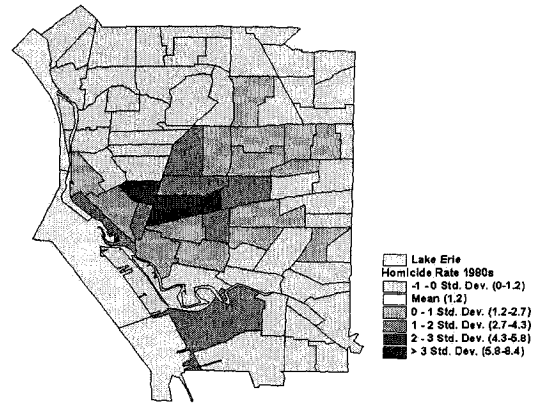 Lake Erie
Homicide Rate 1980s
-1 - 0 Std. Dev. (0-1.2)
Mean (1.2)
0 - 1 Std. Dev. (1.2-2.7)
1 - 2 Std. Dev. (2.7-4.3)
2 - 3 Std. Dev. (4.3-5.8)
> 3 Std. Dev. (5.8-8.4)